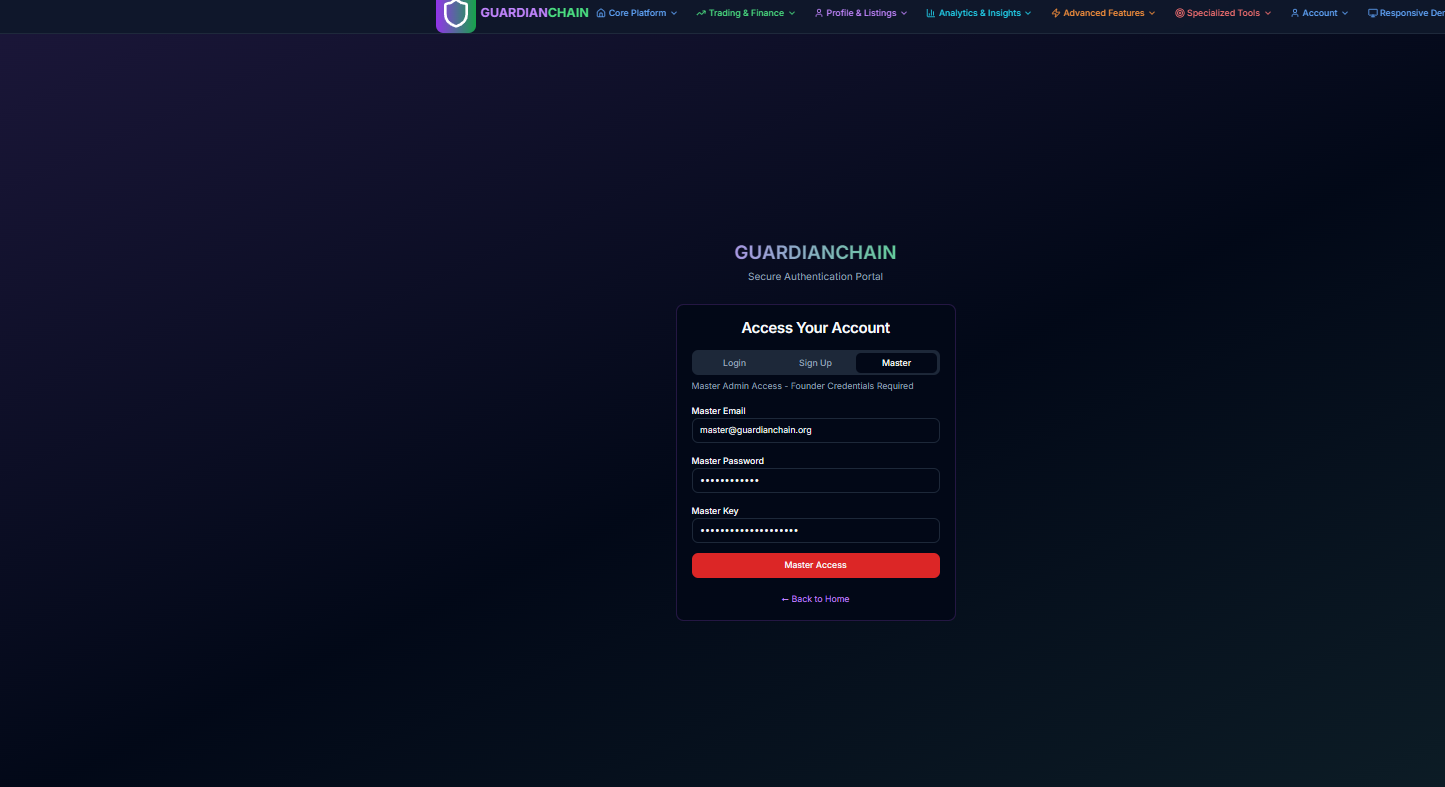 GUARDIANCHAIN Core Platform Trading & Finance Profile & Listings Analytics & Insights Advanced Features Specialized Tools Account Responsive
GUARDIANCHAIN
Secure Authentication Portal
Access Your Account
Login Sign Up Master
Master Admin Access - Founder Credentials Required
Master Email
master@guardianchain.org
Master Password
••••••••••••
Master Key
••••••••••••••••••••
Master Access
← Back to Home